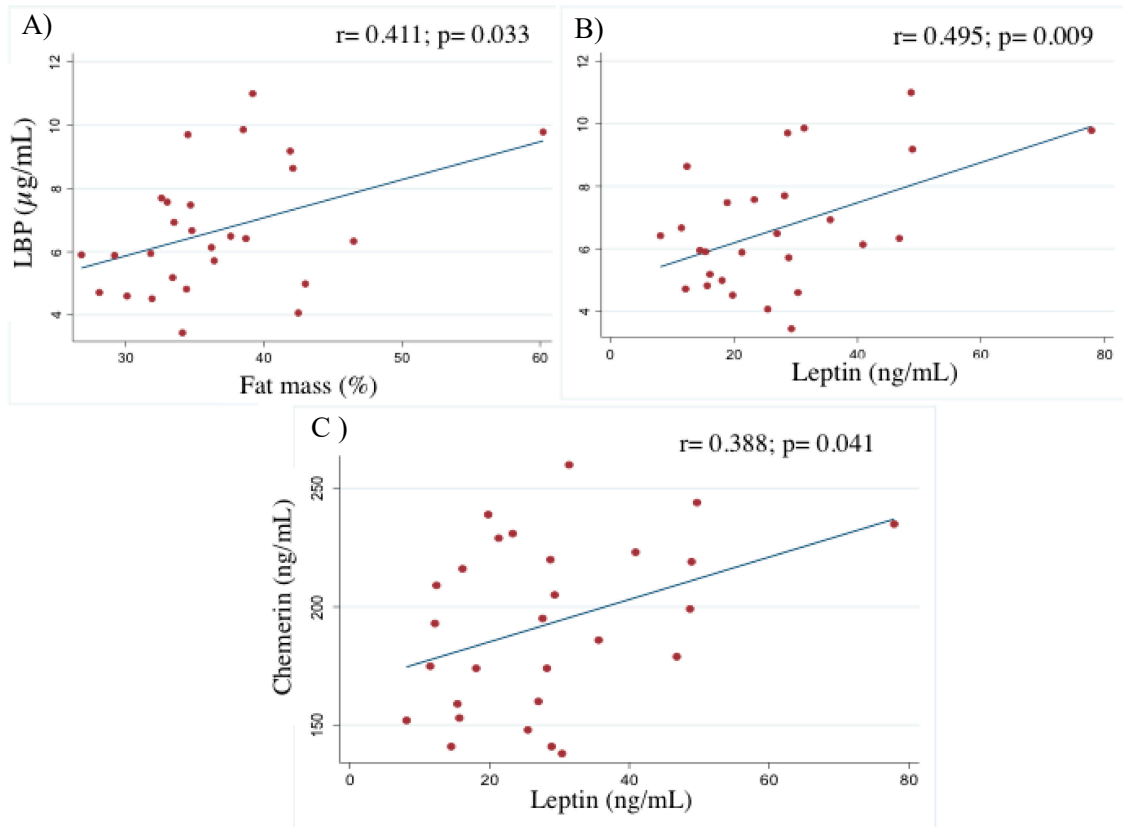 A)
r= 0.411; p= 0.033
LBP (µg/mL)
12
10
8
6
4
30
40
50
60
Fat mass (%)
B)
r= 0.495; p= 0.009
12
10
8
6
4
0
20
40
60
80
Leptin (ng/mL)
C )
r= 0.388; p= 0.041
Chemerin (ng/mL)
250
200
150
0
20
40
60
80
Leptin (ng/mL)